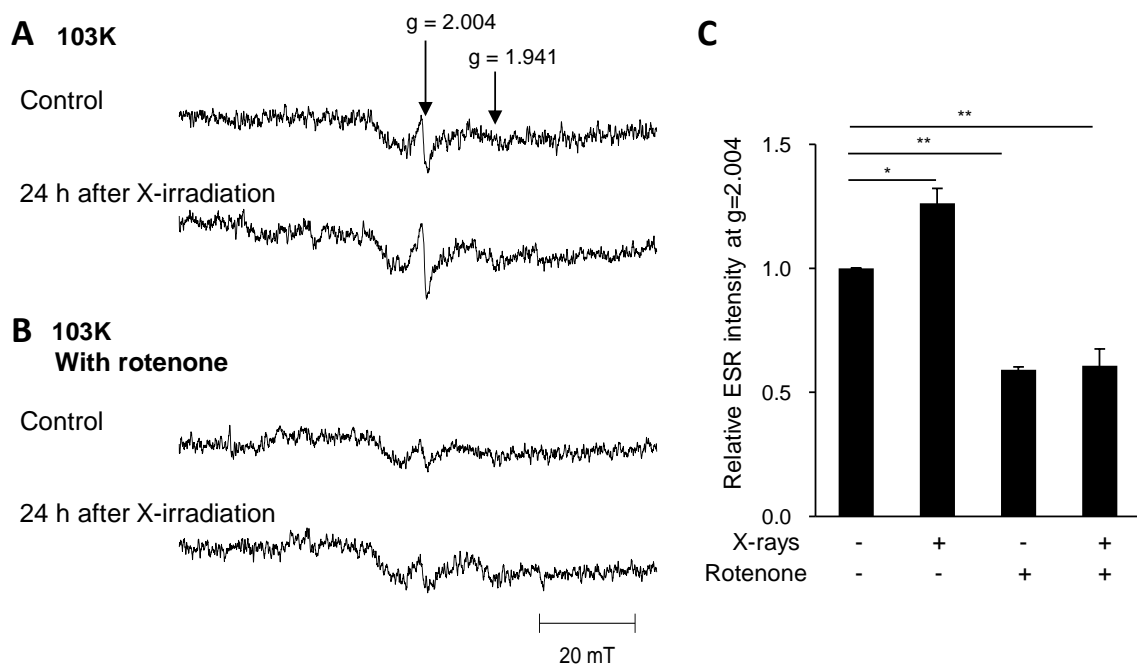 A 103K
g = 2.004
g = 1.941
Control
24 h after X-irradiation
B 103K
With rotenone
Control
24 h after X-irradiation
20 mT
C
Relative ESR intensity at g=2.004
1.5
1.0
0.5
0.0
**
**
*
X-rays - + - +
Rotenone - - + +